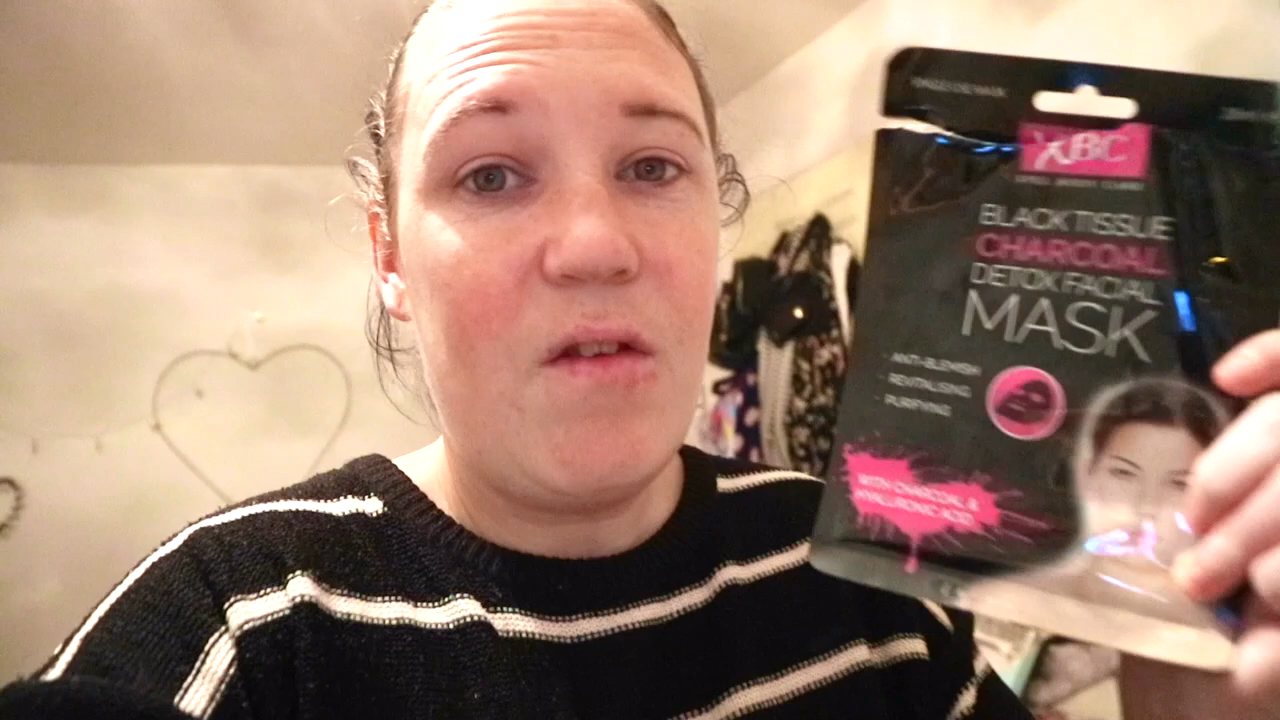 XBC
BLACK TISSUE
CHARCOAL
DETOX FACIAL
MASK
· ANTI-BLEMISH
· REVITALISING
· PURIFYING
WITH CHARCOAL &
HYALURONIC ACID